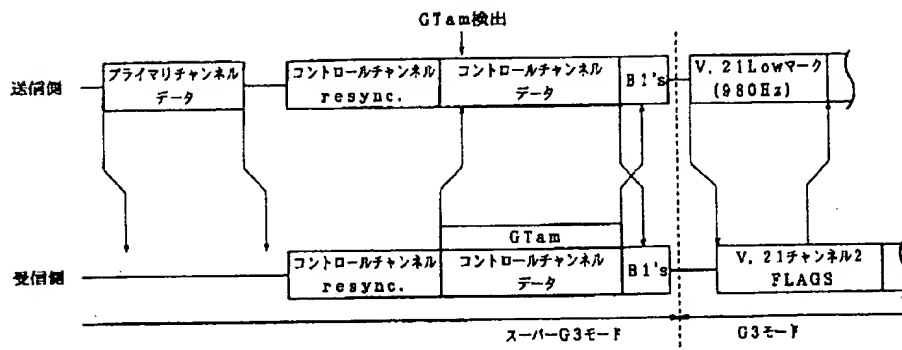 GTam検出
送信側
プライマリチャンネル
データ
コントロールチャンネル
resync.
コントロールチャンネル
データ
B1's
V. 21Lowマーク
(980Hz)
GTam
受信側
コントロールチャンネル
resync.
コントロールチャンネル
データ
B1's
V. 21チャンネル2
FLAGS
スーパーG3モード
G3モード